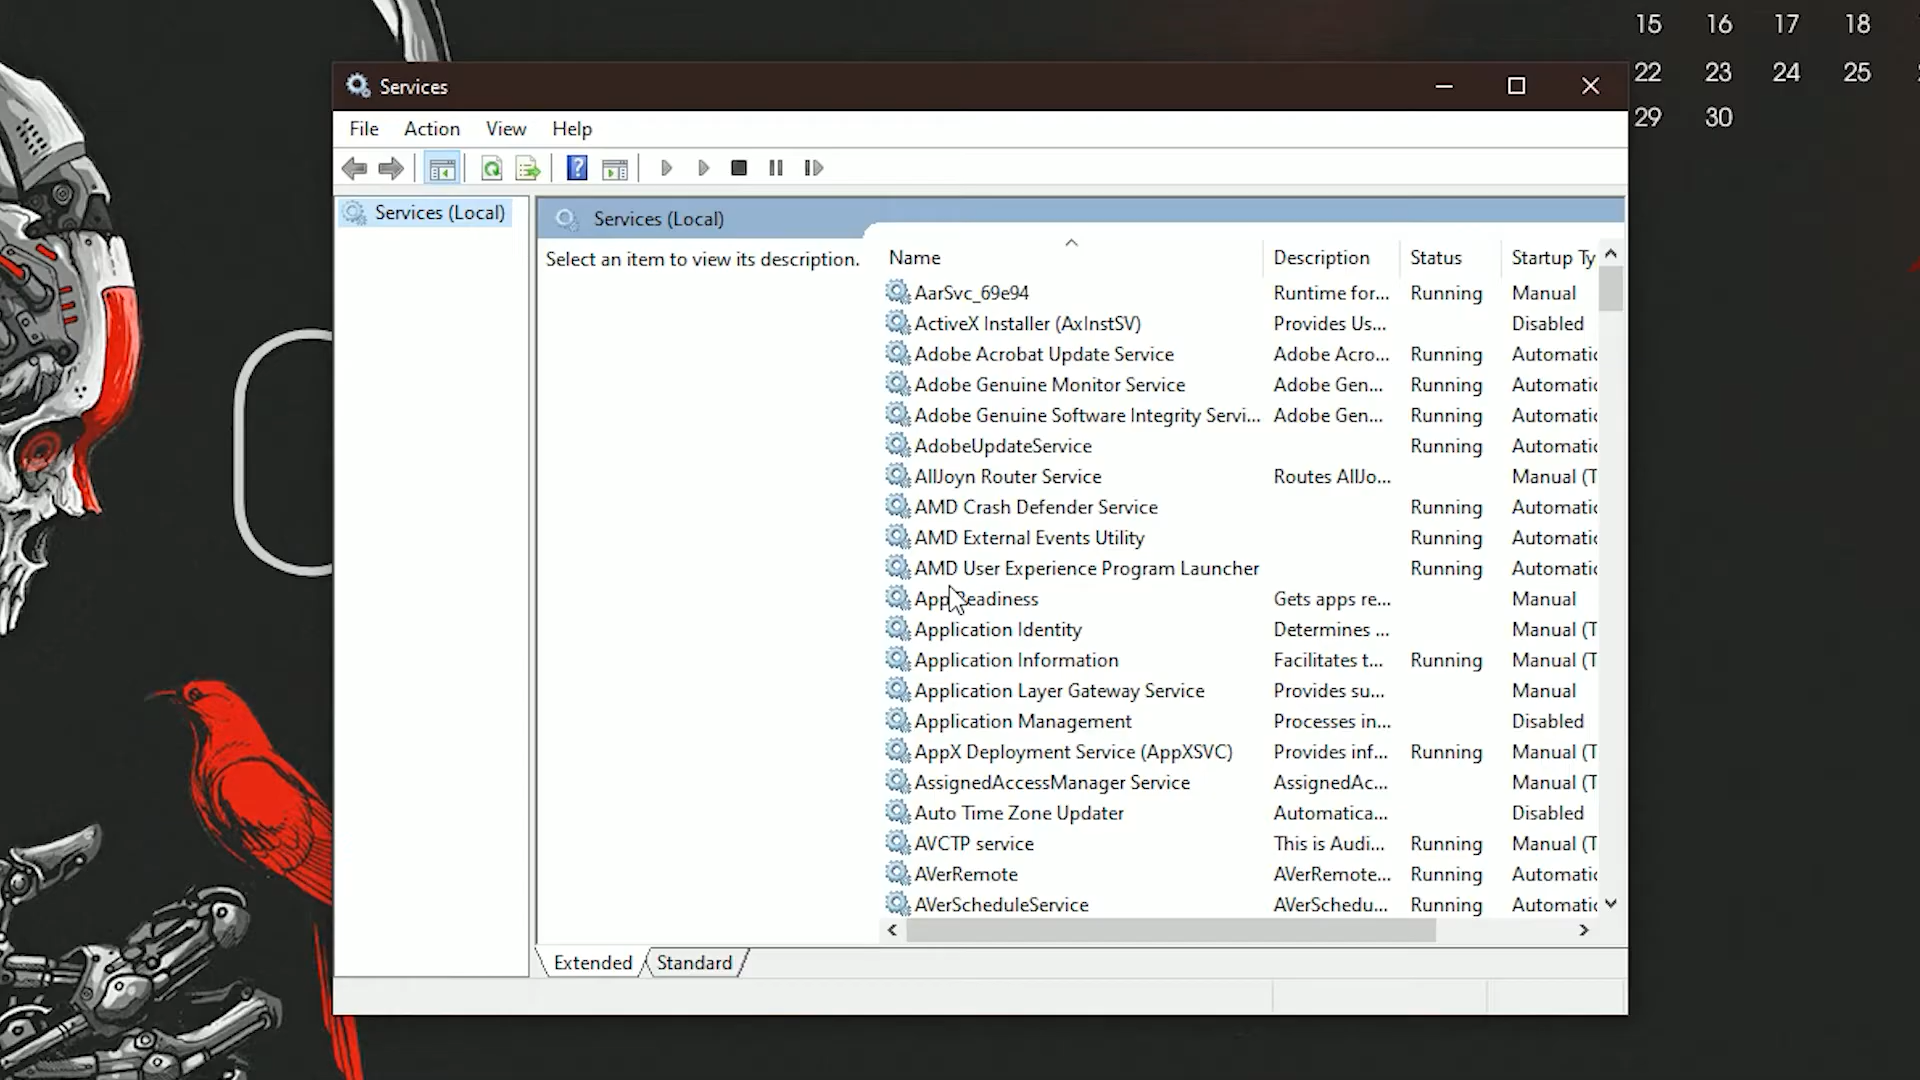 15 16 17 18
22 23 24 25
29 30
Services
File Action View Help
Services (Local)
Services (Local)
Select an item to view its description.
Name Description Status Startup Ty
AarSvc_69e94 Runtime for... Running Manual
ActiveX Installer (AxInstSV) Provides Us... Disabled
Adobe Acrobat Update Service Adobe Acro... Running Automatic
Adobe Genuine Monitor Service Adobe Gen... Running Automatic
Adobe Genuine Software Integrity Servi... Adobe Gen... Running Automatic
AdobeUpdateService Running Automatic
AllJoyn Router Service Routes AllJo... Manual (T
AMD Crash Defender Service Running Automatic
AMD External Events Utility Running Automatic
AMD User Experience Program Launcher Running Automatic
App Readiness Gets apps re... Manual
Application Identity Determines ... Manual (T
Application Information Facilitates t... Running Manual (T
Application Layer Gateway Service Provides su... Manual
Application Management Processes in... Disabled
AppX Deployment Service (AppXSVC) Provides inf... Running Manual (T
AssignedAccessManager Service AssignedAc... Manual (T
Auto Time Zone Updater Automatica... Disabled
AVCTP service This is Audi... Running Manual (T
AVerRemote AVerRemote... Running Automatic
AVerScheduleService AVerSchedu... Running Automatic
Extended Standard